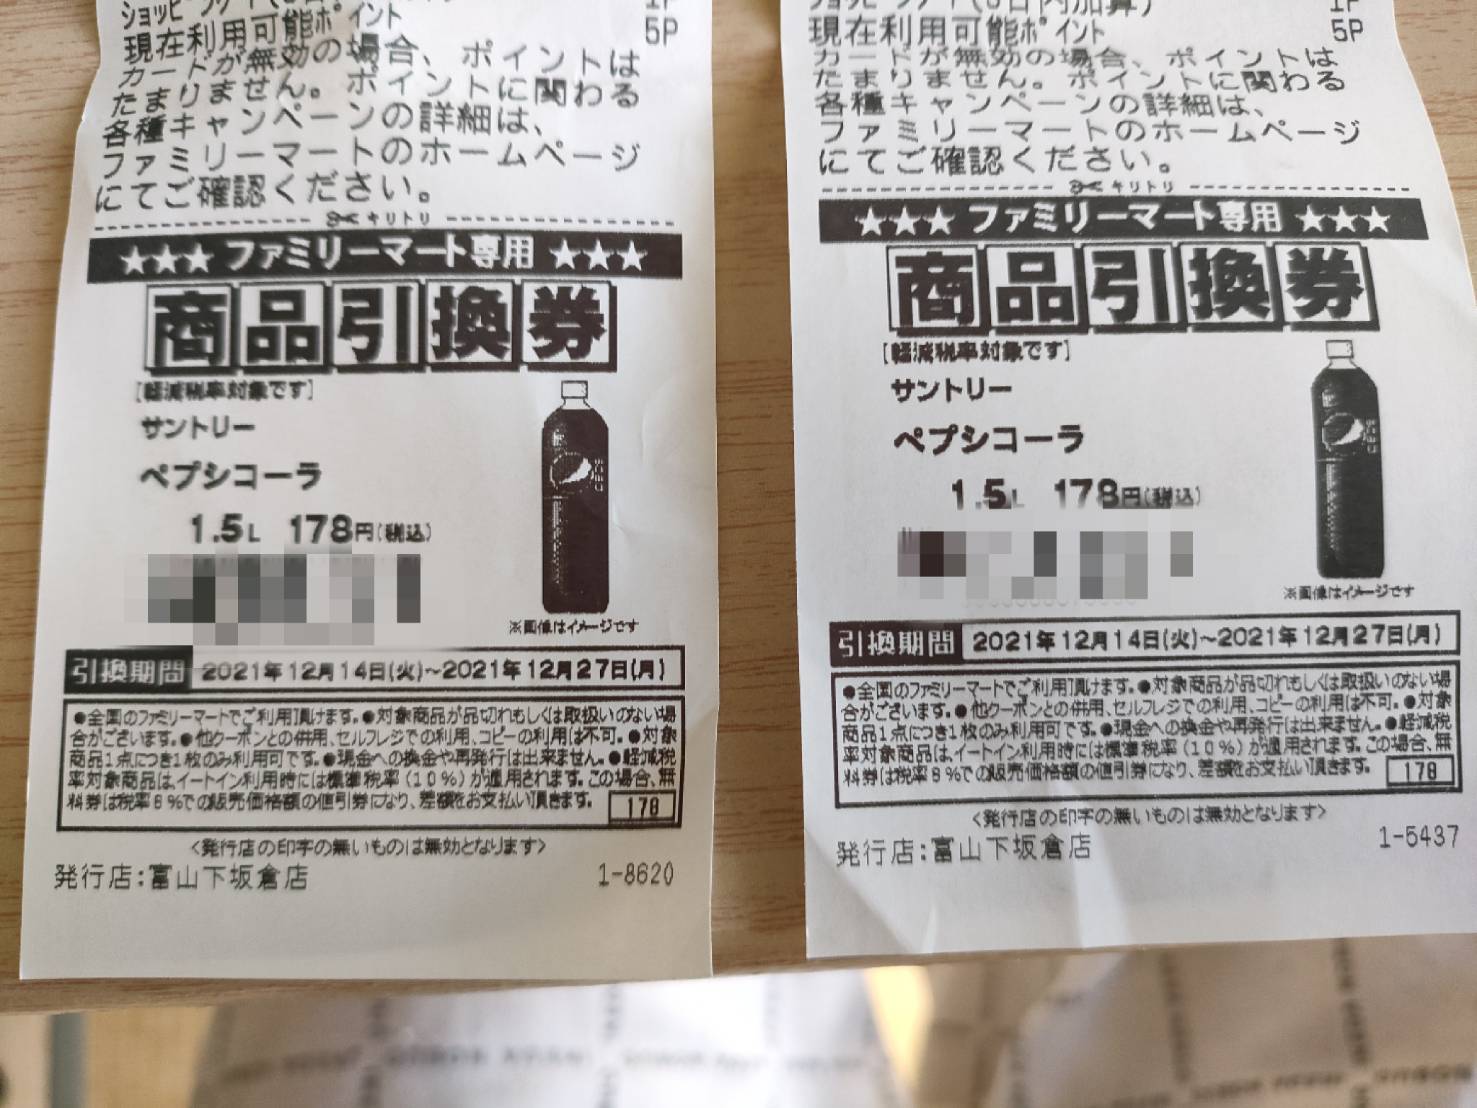 現在利用可能ポイント 5P
カードが無効の場合、ポイントは
たまりません。ポイントに関わる
各種キャンペーンの詳細は、
ファミリーマートのホームページ
にてご確認ください。
キリトリ
★★★ファミリーマート専用★★★
商品引換券
[軽減税率対象です]
サントリー
ペプシコーラ
1.5L 178円(税込)
※画像はイメージです
引換期間 2021年12月14日(火)~2021年12月27日(月)
●全国のファミリーマートでご利用頂けます。●対象商品が品切れもしくは取扱いのない場
合がございます。●他クーポンとの併用、セルフレジでの利用、コピーの利用は不可。●対象
商品1点につき1枚のみ利用可です。●現金への換金や再発行は出来ません。●軽減税
率対象商品は、イートイン利用時には標準税率(10%)が適用されます。この場合、無
料券は税率8%での販売価格額の値引券になり、差額をお支払い頂きます。 178
<発行店の印字の無いものは無効となります>
発行店:富山下坂倉店 1-8620
現在利用可能ポイント 5P
カードが無効の場合、ポイントは
たまりません。ポイントに関わる
各種キャンペーンの詳細は、
ファミリーマートのホームページ
にてご確認ください。
キリトリ
★★★ファミリーマート専用★★★
商品引換券
[軽減税率対象です]
サントリー
ペプシコーラ
1.5L 178円(税込)
※画像はイメージです
引換期間 2021年12月14日(火)~2021年12月27日(月)
●全国のファミリーマートでご利用頂けます。●対象商品が品切れもしくは取扱いのない場
合がございます。●他クーポンとの併用、セルフレジでの利用、コピーの利用は不可。●対象
商品1点につき1枚のみ利用可です。●現金への換金や再発行は出来ません。●軽減税
率対象商品は、イートイン利用時には標準税率(10%)が適用されます。この場合、無
料券は税率8%での販売価格額の値引券になり、差額をお支払い頂きます。 178
<発行店の印字の無いものは無効となります>
発行店:富山下坂倉店 1-5437